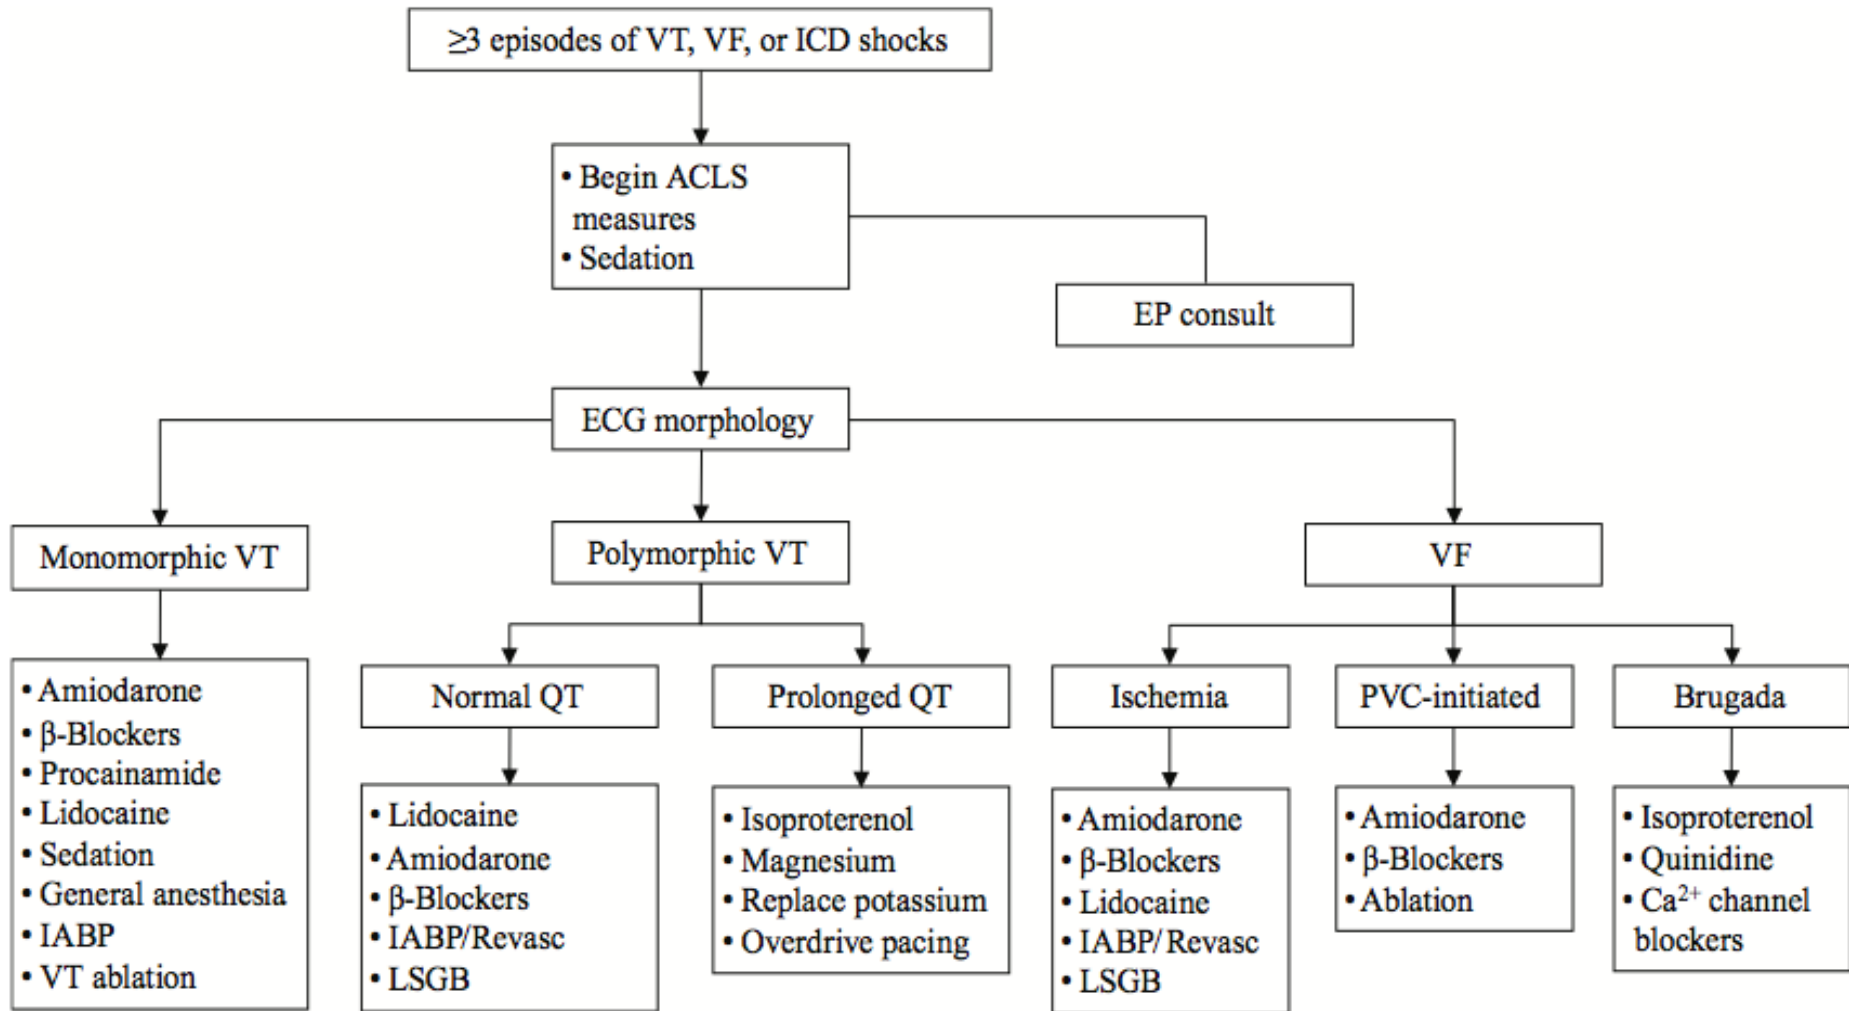 ≥3 episodes of VT, VF, or ICD shocks
• Begin ACLS
measures
• Sedation
EP consult
ECG morphology
Monomorphic VT
Polymorphic VT
VF
• Amiodarone
• β-Blockers
• Procainamide
• Lidocaine
• Sedation
• General anesthesia
• IABP
• VT ablation
Normal QT
• Lidocaine
• Amiodarone
• β-Blockers
• IABP/Revasc
• LSGB
Prolonged QT
• Isoproterenol
• Magnesium
• Replace potassium
• Overdrive pacing
Ischemia
• Amiodarone
• β-Blockers
• Lidocaine
• IABP/ Revasc
• LSGB
PVC-initiated
• Amiodarone
• β-Blockers
• Ablation
Brugada
• Isoproterenol
• Quinidine
• Ca²⁺ channel
blockers